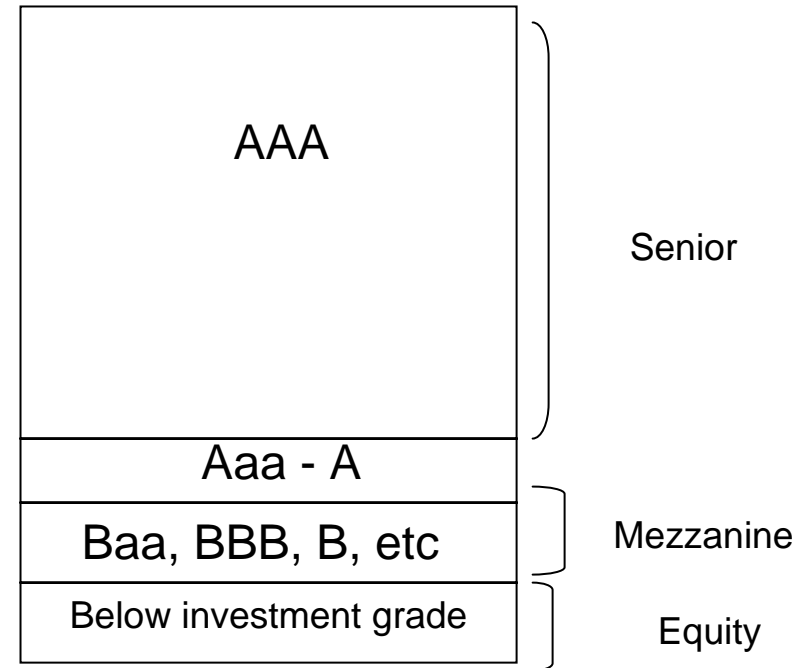 AAA
Senior
Aaa - A
Baa, BBB, B, etc
Mezzanine
Below investment grade
Equity